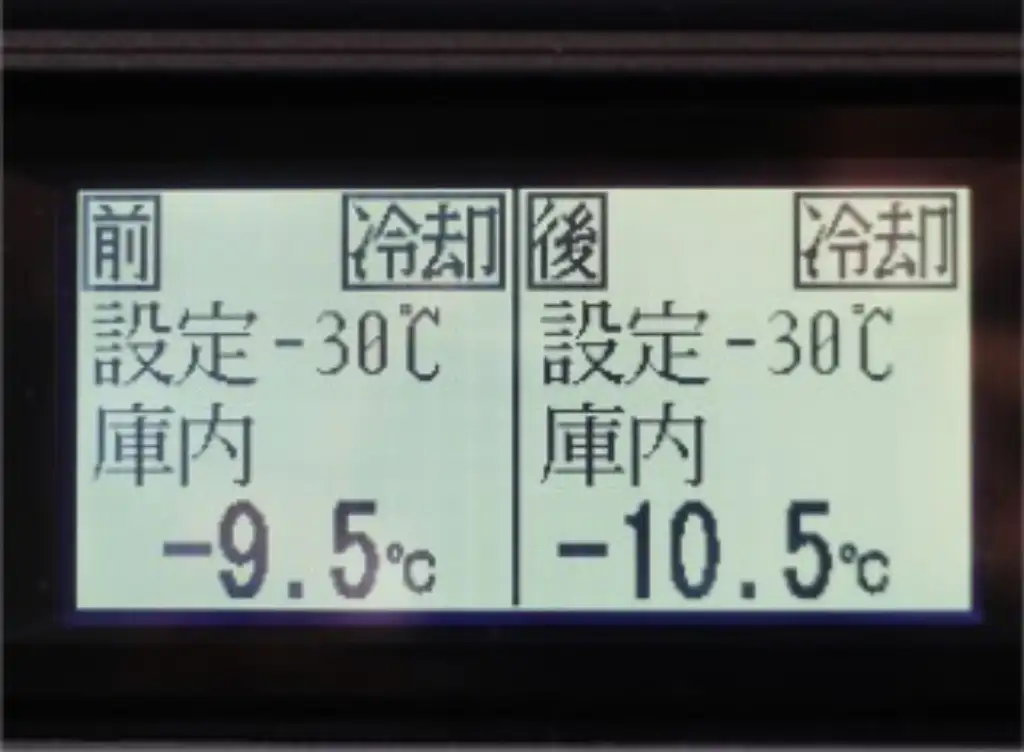 前 冷却
設定-30℃
庫内
-9.5℃
後 冷却
設定-30℃
庫内
-10.5℃